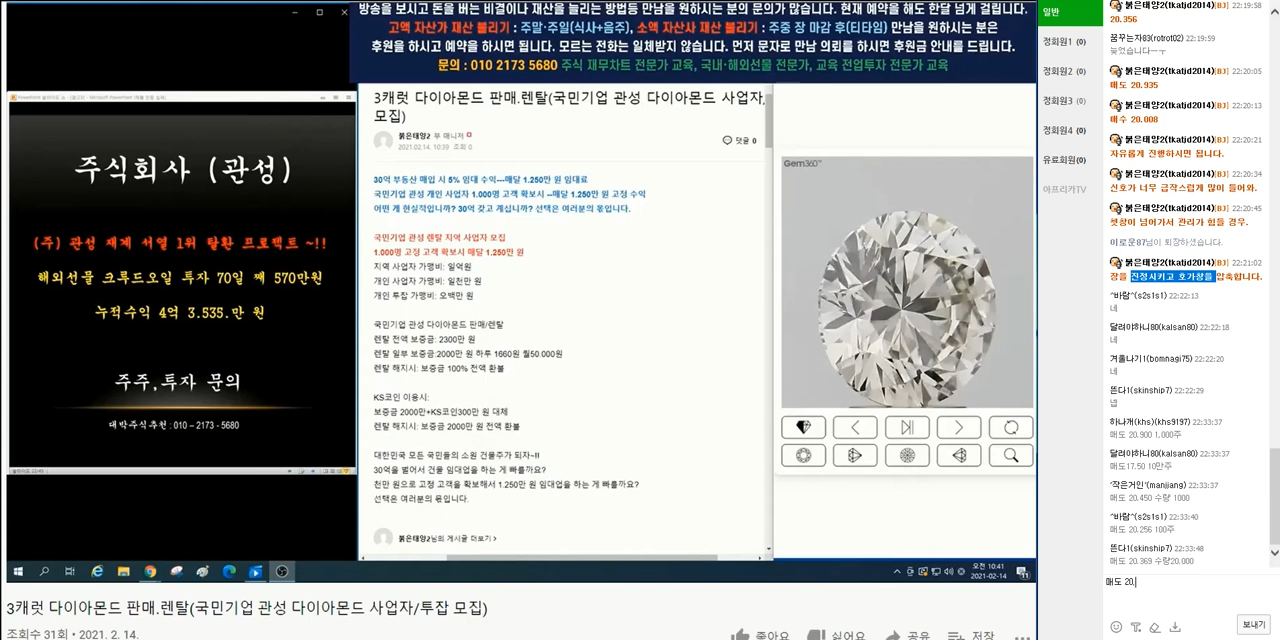 방송을 보시고 돈을 버는 비결이나 재산을 늘리는 방법등 만남을 원하시는 분의 문의가 많습니다. 현재 예약을 해도 한달 넘게 걸립니다.
고액 자산가 재산 불리기 : 주말·주일(식사+음주), 소액 자산사 재산 불리기 : 주중 장 마감 후(티타임) 만남을 원하시는 분은
후원을 하시고 예약을 하시면 됩니다. 모르는 전화는 일체받지 않습니다. 먼저 문자로 만남 의뢰를 하시면 후원금 안내를 드립니다.
문의 : 010 2173 5680 주식 재무차트 전문가 교육, 국내·해외선물 전문가, 교육 전업투자 전문가 교육
주식회사 (관성)
(주) 관성 재계 서열 1위 탈환 프로젝트 ~!!
해외선물 크루드오일 투자 70일 째 570만원
누적수익 4억 3.535.만 원
주주,투자 문의
대박주식추천 : 010 – 2173 - 5680
3캐럿 다이아몬드 판매.렌탈(국민기업 관성 다이아몬드 사업자,
모집)
붉은태양2 부 매니저
2021.02.14. 10:39 조회 0
댓글 0
30억 부동산 매입 시 5% 임대 수익---매달 1.250만 원 임대료
국민기업 관성 개인 사업자 1.000명 고객 확보시 --매달 1.250만 원 고정 수익
어떤 게 현실적입니까? 30억 갖고 계십니까? 선택은 여러분의 몫입니다.
국민기업 관성 렌탈 지역 사업자 모집
1.000명 고정 고객 확보시 매달 1.250만 원
지역 사업자 가맹비: 일억원
개인 사업자 가맹비: 일천만 원
개인 투잡 가맹비: 오백만 원
국민기업 관성 다이아몬드 판매/렌탈
렌탈 전액 보증금: 2300만 원
렌탈 일부 보증금:2000만 원 하루 1660원 월50.000원
렌탈 해지시: 보증금 100% 전액 환불
KS코인 이용시:
보증금 2000만+KS코인300만 원 대체
렌탈 해지시: 보증금 2000만 원 전액 환불
대한민국 모든 국민들의 소원 건물주가 되자~!!
30억을 벌어서 건물 임대업을 하는 게 빠를까요?
천만 원으로 고정 고객을 확보해서 1.250만 원 임대업을 하는 게 빠를까요?
선택은 여러분의 몫입니다.
붉은태양2님의 게시글 더보기 >
Gem360™
오전 10:41
2021-02-14
3캐럿 다이아몬드 판매.렌탈(국민기업 관성 다이아몬드 사업자/투잡 모집)
조회수 31회 • 2021. 2. 14.
좋아요
싫어요
공유
저장
일반
정회원1 (0)
정회원2 (0)
정회원3 (0)
정회원4 (0)
유료회원(0)
아프리카TV
붉은태양2(tkatjd2014)[BJ] 22:19:58
20.356
꿈꾸는자83(rotrot02) 22:19:59
늦었습니다ㅡㅜ
붉은태양2(tkatjd2014)[BJ] 22:20:05
매도 20.935
붉은태양2(tkatjd2014)[BJ] 22:20:13
매수 20.008
붉은태양2(tkatjd2014)[BJ] 22:20:21
자유롭게 진행하시면 됩니다.
붉은태양2(tkatjd2014)[BJ] 22:20:34
신호가 너무 급작스럽게 많이 들어와.
붉은태양2(tkatjd2014)[BJ] 22:20:45
챗창이 넘어가서 관리가 힘들 경우.
이로운87님이 퇴장하셨습니다.
붉은태양2(tkatjd2014)[BJ] 22:21:02
장을 진정시키고 호가창을 압축합니다.
^바람^(s2s1s1) 22:22:13
네
달려야하니80(kalsan80) 22:22:18
네
겨룰나기1(bomnagi75) 22:22:20
네
뜬다1(skinship7) 22:22:29
넵
하나개(khs)(khs9197) 22:33:37
매도 20.900 1,000주
달려야하니80(kalsan80) 22:33:37
매도17.50 10만주
'작은거인'(manjjang) 22:33:37
매도 20.450 수량 1000
^바람^(s2s1s1) 22:33:40
매도 20.256 100주
뜬다1(skinship7) 22:33:48
매도 20.369 수량20,000
매도 20.
보내기